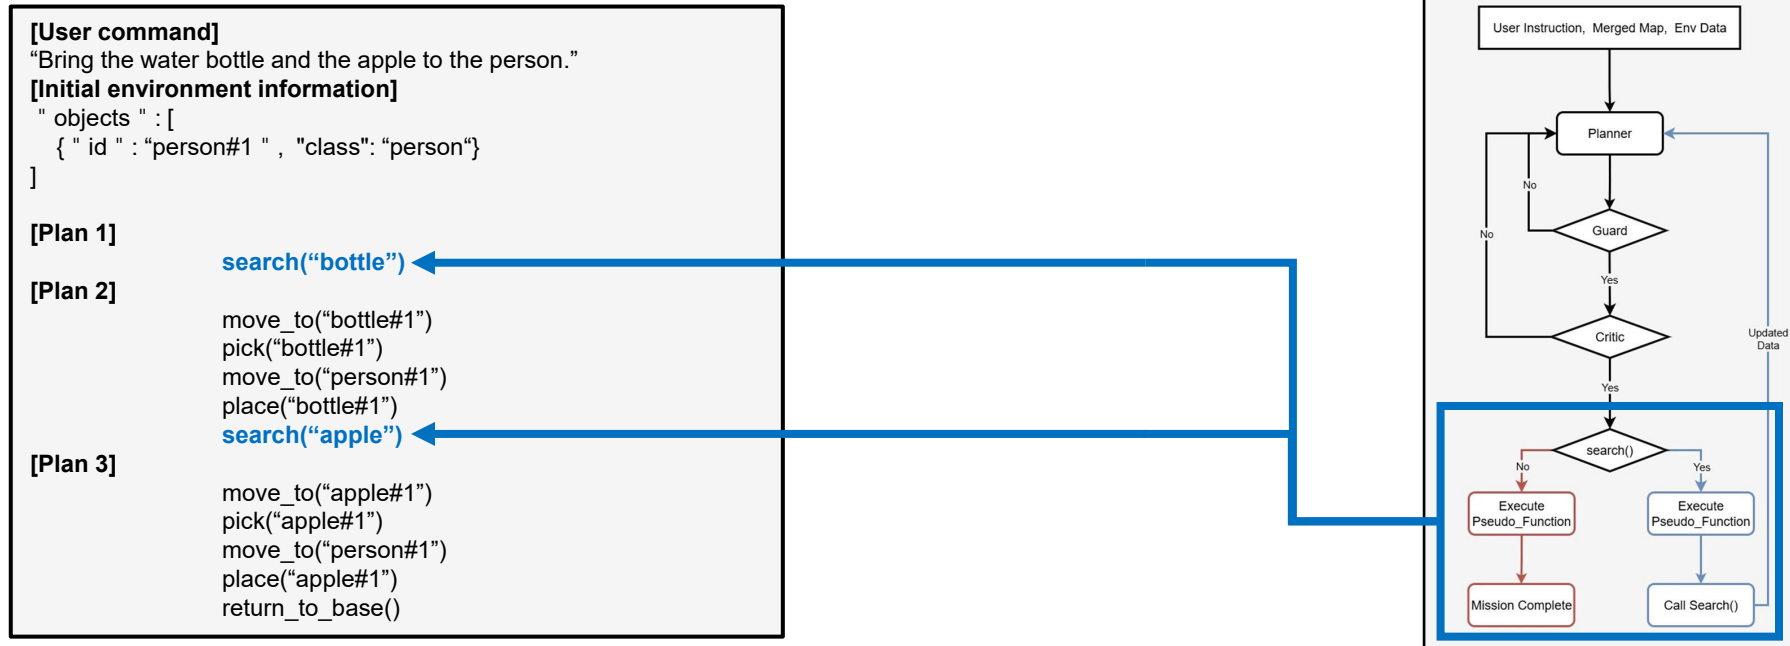 [User command]
“Bring the water bottle and the apple to the person.”
[Initial environment information]
" objects " : [
{ " id " : “person#1 " , "class": “person“}
]
[Plan 1]
search(“bottle”)
[Plan 2]
move_to(“bottle#1”)
pick(“bottle#1”)
move_to(“person#1”)
place(“bottle#1”)
search(“apple”)
[Plan 3]
move_to(“apple#1”)
pick(“apple#1”)
move_to(“person#1”)
place(“apple#1”)
return_to_base()
User Instruction, Merged Map, Env Data
Planner
No
Guard
No
Yes
Critic
Updated
Data
Yes
search()
No
Yes
Execute
Pseudo_Function
Execute
Pseudo_Function
Mission Complete
Call Search()